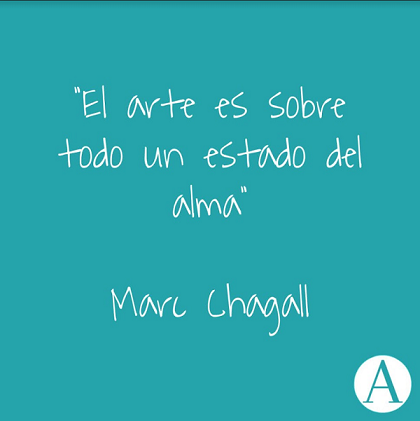 "El arte es sobre
todo un estado del
alma"
Marc Chagall
A